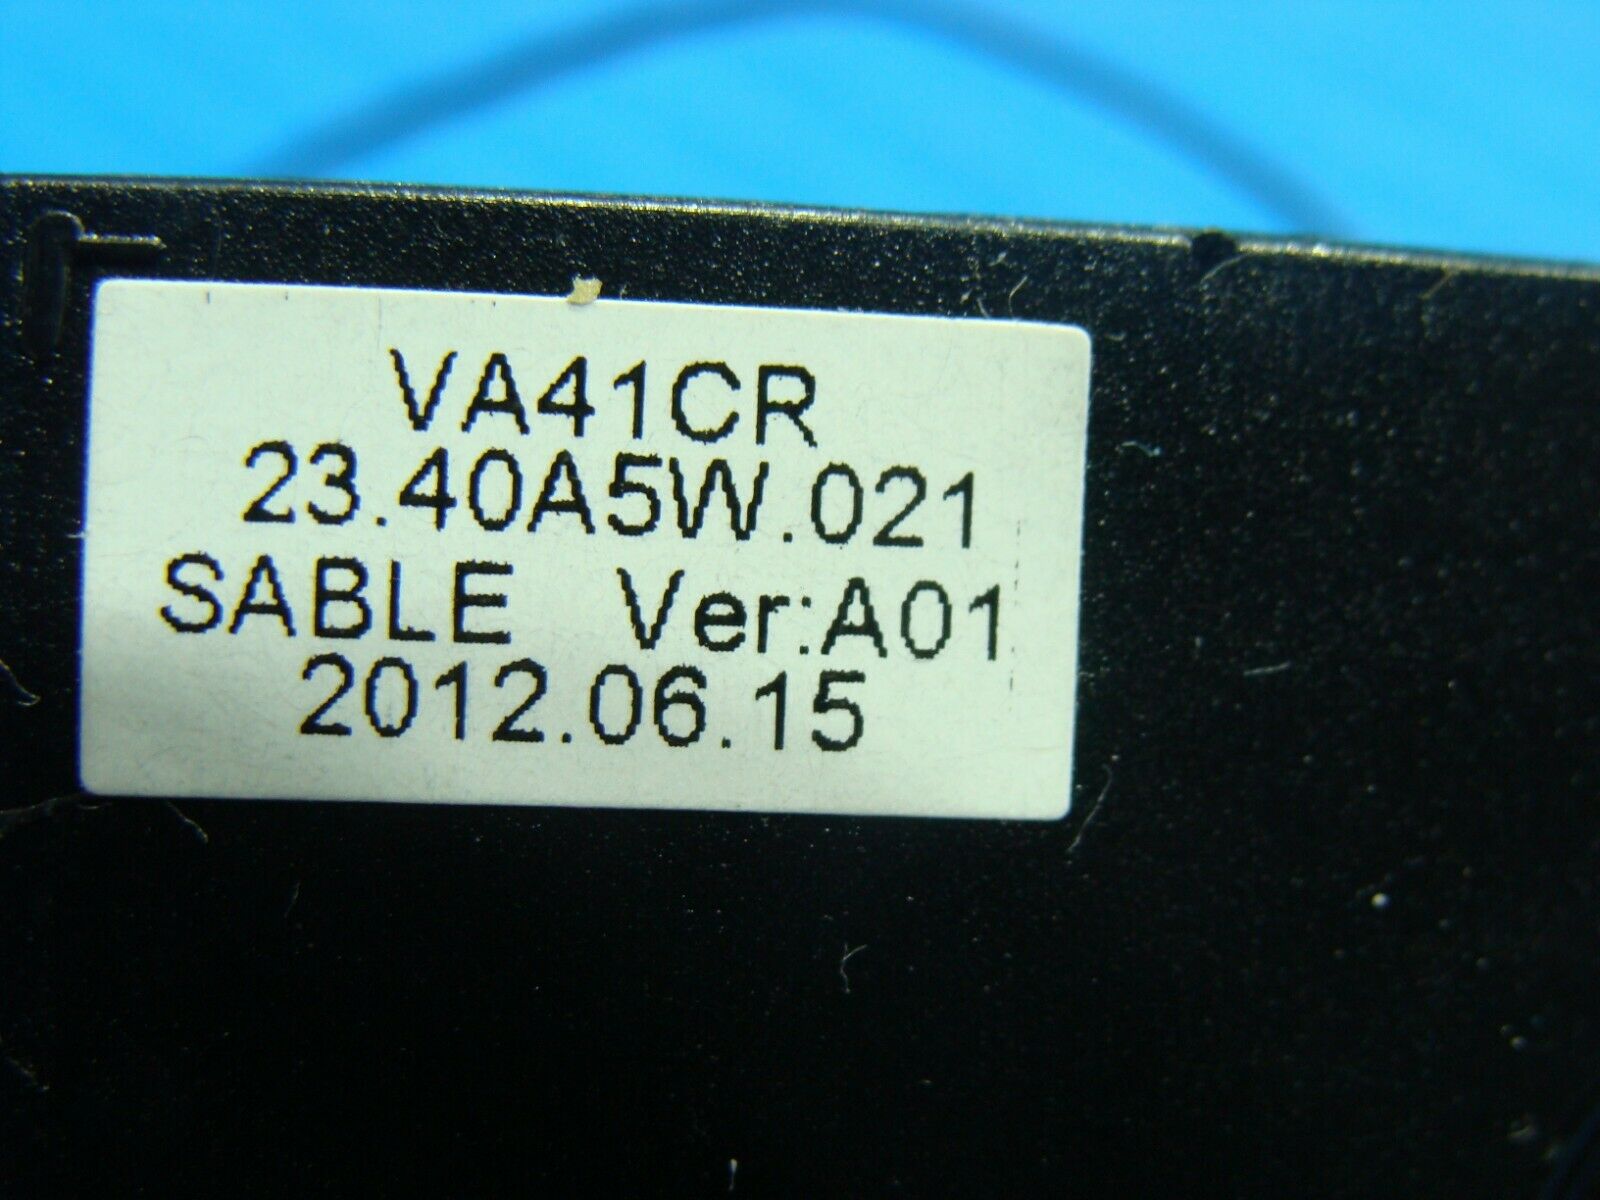 VA41CR
23.40A5W.021
SABLE Ver:A01
2012.06.15